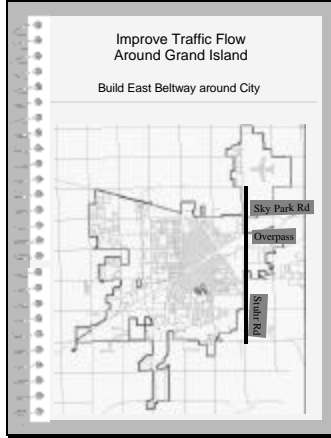 Improve Traffic Flow
Around Grand Island
Build East Beltway around City
Sky Park Rd
Overpass
Stuhr Rd